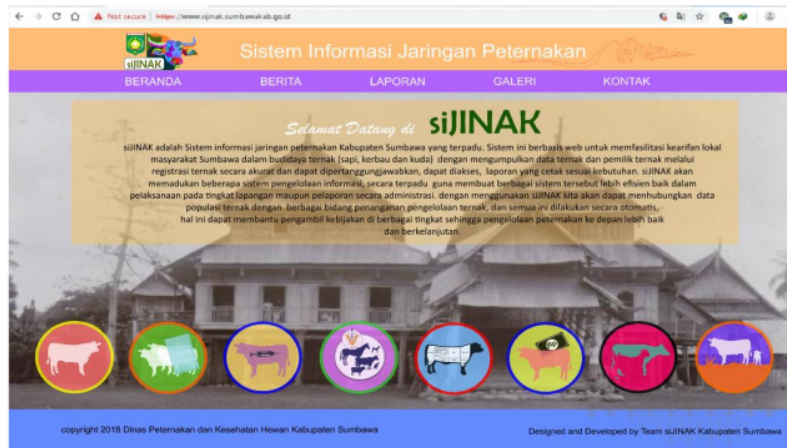 Not secure | https://www.sijinak.sumbawakab.go.id
siJINAK
Sistem Informasi Jaringan Peternakan
BERANDA BERITA LAPORAN GALERI KONTAK
Selamat Datang di siJINAK
siJINAK adalah Sistem informasi jaringan peternakan Kabupaten Sumbawa yang terpadu. Sistem ini berbasis web untuk memfasilitasi kearifan lokal
masyarakat Sumbawa dalam budidaya ternak (sapi, kerbau dan kuda) dengan mengumpulkan data ternak dan pemilik ternak melalui
registrasi ternak secara akurat dan dapat dipertanggungjawabkan, dapat diakses, laporan yang cetak sesuai kebutuhan. siJINAK akan
memadukan beberapa sistem pengelolaan informasi, secara terpadu guna membuat berbagai sistem tersebut lebih efisien baik dalam
pelaksanaan pada tingkat lapangan maupun pelaporan secara administrasi. dengan menggunakan siJINAK kita akan dapat menhubungkan data
populasi ternak dengan berbagai bidang penanganan pengelolaan ternak, dan semua ini dilakukan secara otomatis,
hal ini dapat membantu pengambil kebijakan di berbagai tingkat sehingga pengelolaan peternakan ke depan lebih baik
dan berkelanjutan.
copyright 2018 Dinas Peternakan dan Kesehatan Hewan Kabupaten Sumbawa
Designed and Developed by Team siJINAK Kabupaten Sumbawa